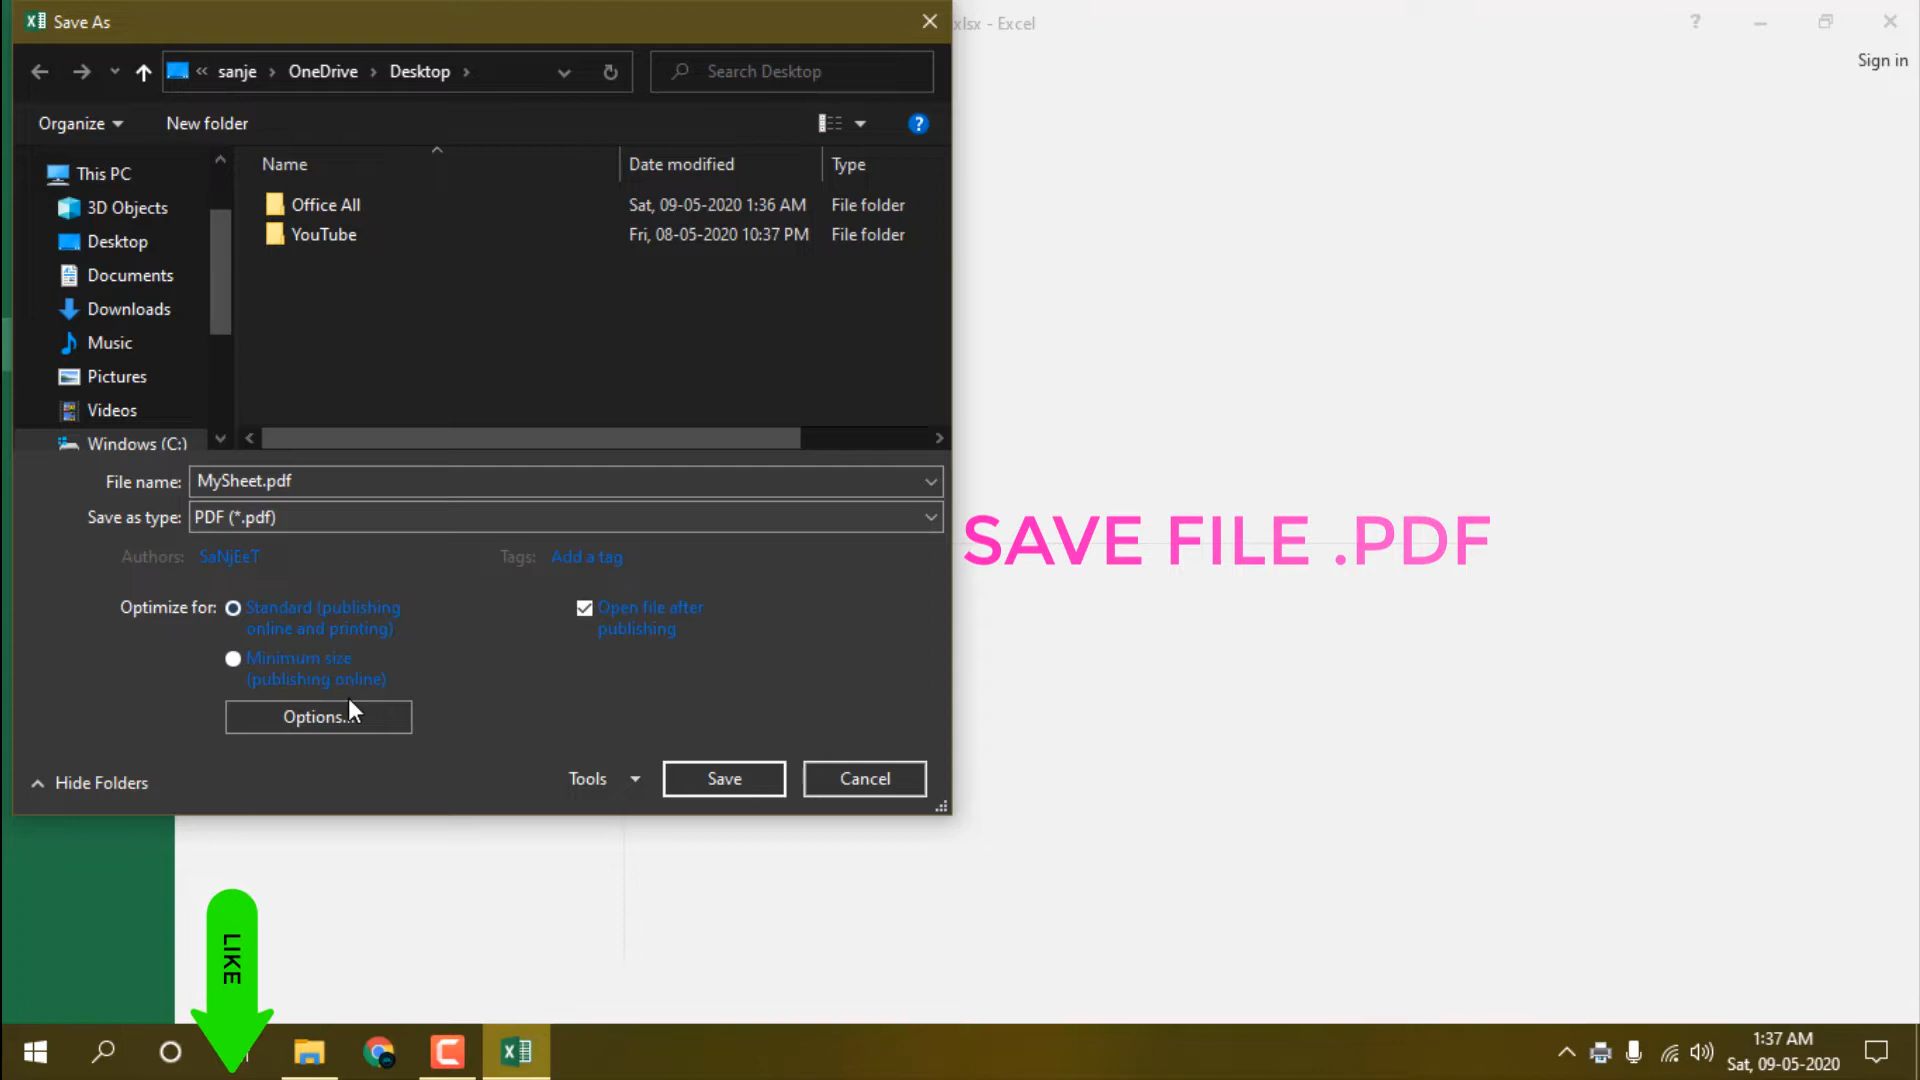 Save As
xlsx - Excel
?
Sign in
« sanje > OneDrive > Desktop >
Search Desktop
Organize
New folder
?
This PC
3D Objects
Desktop
Documents
Downloads
Music
Pictures
Videos
Windows (C:)
Name
Date modified
Type
Office All
Sat, 09-05-2020 1:36 AM
File folder
YouTube
Fri, 08-05-2020 10:37 PM
File folder
File name:
MySheet.pdf
Save as type:
PDF (*.pdf)
SAVE FILE .PDF
Authors:
SaNjEeT
Tags:
Add a tag
Optimize for:
Standard (publishing
online and printing)
Open file after
publishing
Minimum size
(publishing online)
Options...
Hide Folders
Tools
Save
Cancel
LIKE
1:37 AM
Sat, 09-05-2020